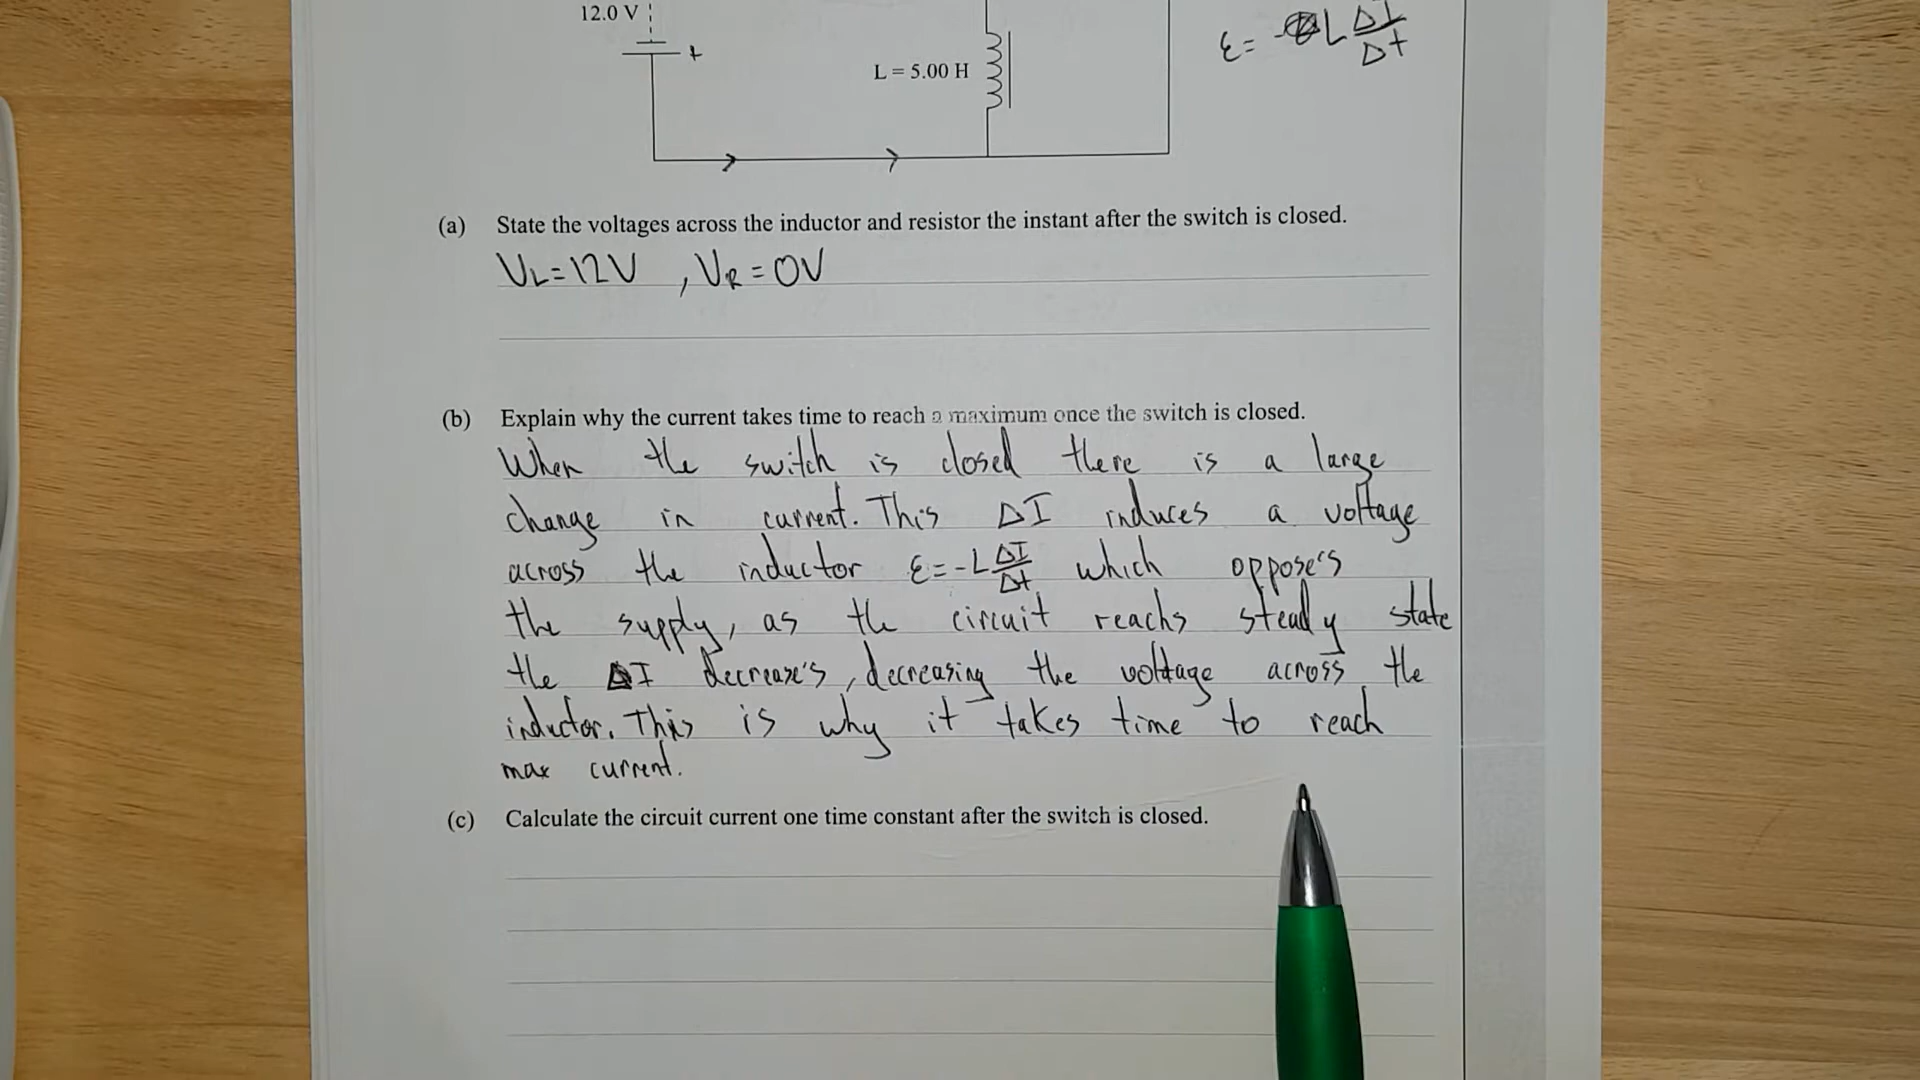 12.0 V
+
L = 5.00 H
ε = - L ΔI/Δt
(a) State the voltages across the inductor and resistor the instant after the switch is closed.
VL = 12V , VR = 0V
(b) Explain why the current takes time to reach a maximum once the switch is closed.
When the switch is closed there is a large
change in current. This ΔI induces a voltage
across the inductor ε = -L ΔI/Δt which oppose's
the supply, as the circuit reachs steady state
the ΔI decrease's, decreasing the voltage across the
inductor. This is why it takes time to reach
max current.
(c) Calculate the circuit current one time constant after the switch is closed.